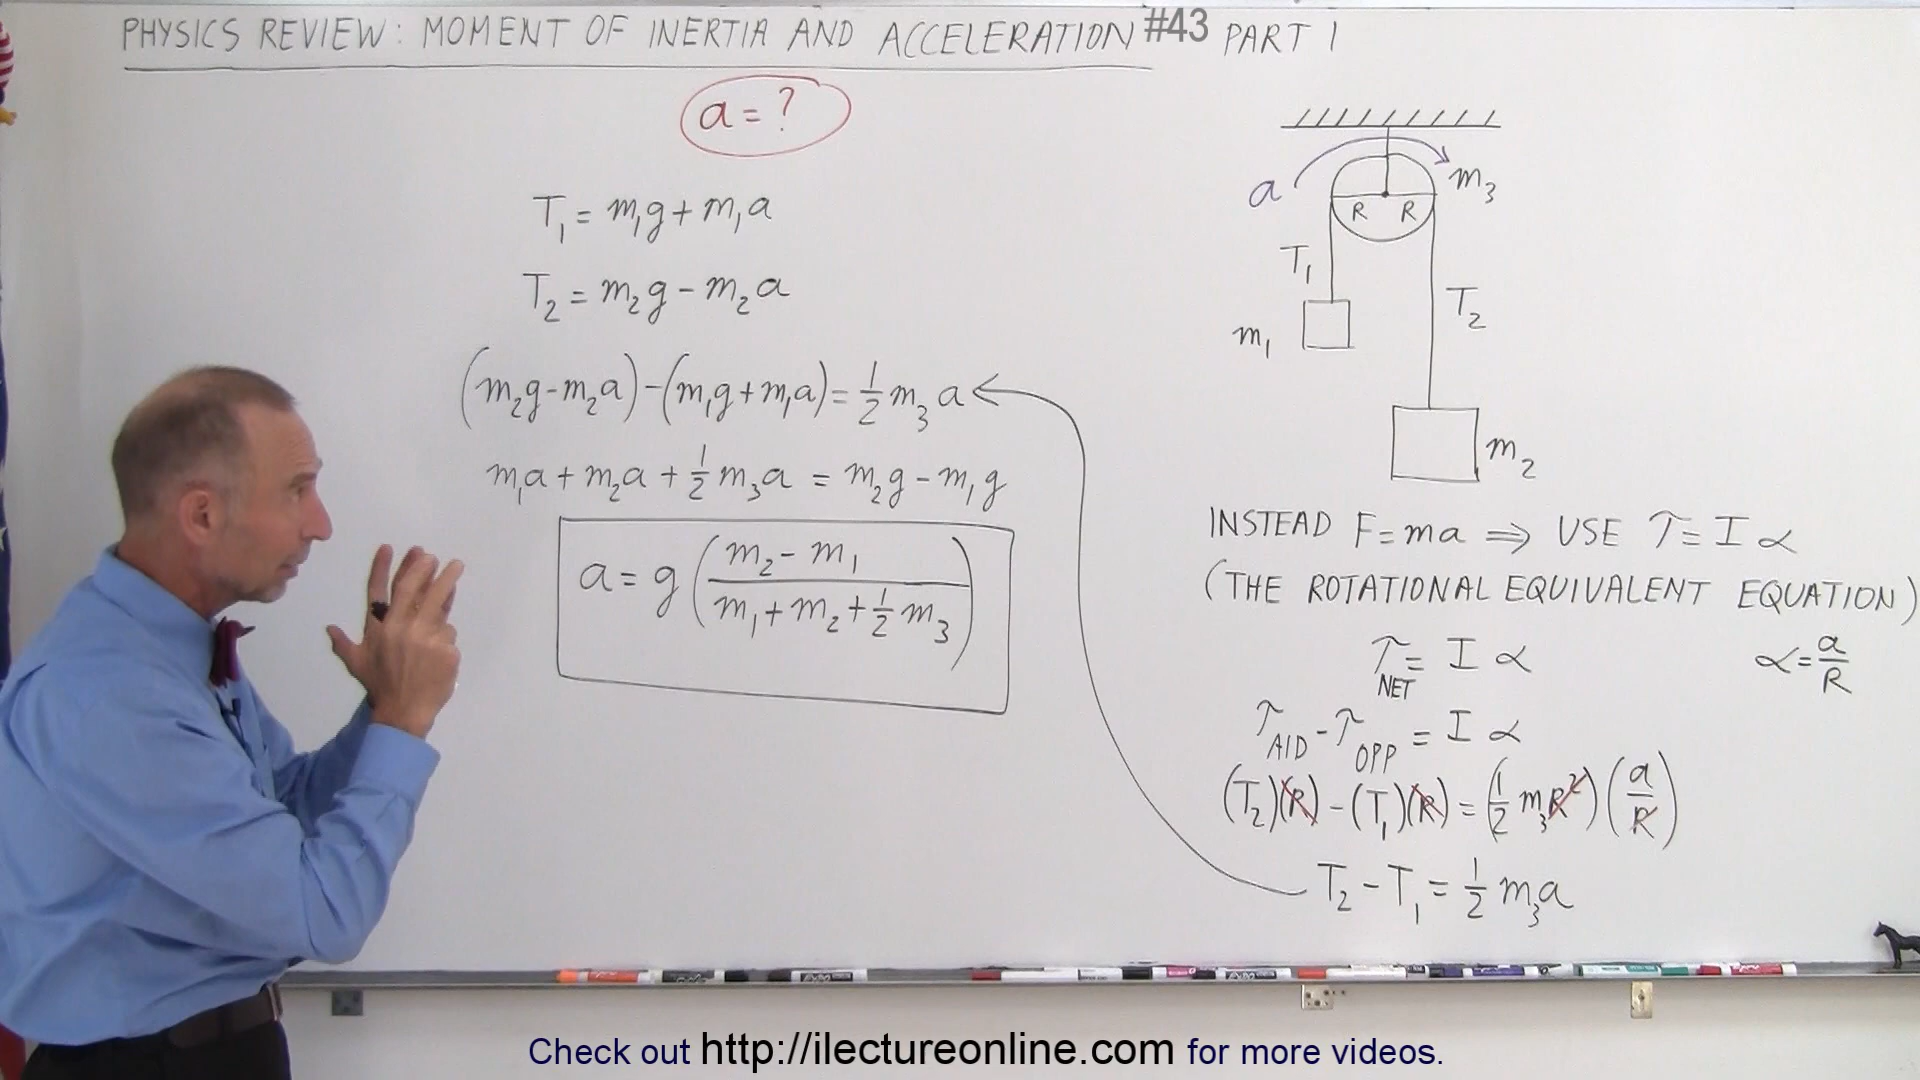 PHYSICS REVIEW: MOMENT OF INERTIA AND ACCELERATION #43 PART 1
a = ?
T₁ = m₁g + m₁a
T₂ = m₂g - m₂a
(m₂g - m₂a) - (m₁g + m₁a) = 1/2 m₃ a
m₁a + m₂a + 1/2 m₃a = m₂g - m₁g
a = g ( (m₂ - m₁) / (m₁ + m₂ + 1/2 m₃) )
a
m₃
R R
T₁
T₂
m₁
m₂
INSTEAD F = ma ⇒ USE τ = I α
(THE ROTATIONAL EQUIVALENT EQUATION)
τ_NET = I α α = a/R
τ_AID - τ_OPP = I α
(T₂)(R) - (T₁)(R) = (1/2 m₃R²)(a/R)
T₂ - T₁ = 1/2 m₃a
Check out http://ilectureonline.com for more videos.